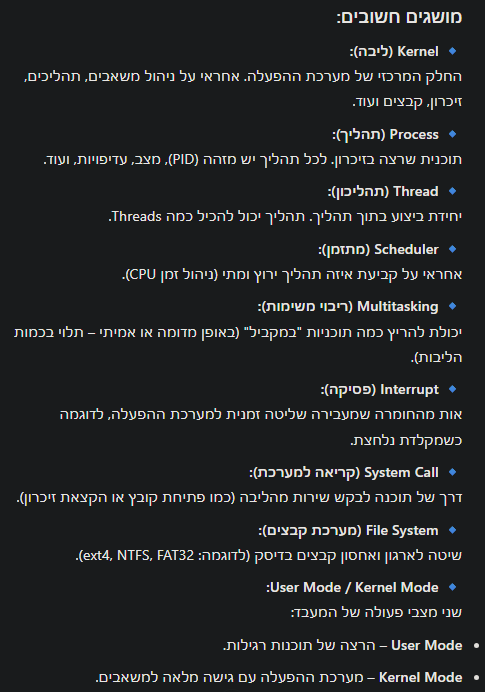 מושגים חשובים:
🔹 Kernel (ליבה):
החלק המרכזי של מערכת ההפעלה. אחראי על ניהול משאבים, תהליכים,
זיכרון, קבצים ועוד.
🔹 Process (תהליך):
תוכנית שרצה בזיכרון. לכל תהליך יש מזהה (PID), מצב, עדיפויות, ועוד.
🔹 Thread (תהליכון):
יחידת ביצוע בתוך תהליך. תהליך יכול להכיל כמה Threads.
🔹 Scheduler (מתזמן):
אחראי על קביעת איזה תהליך ירוץ ומתי (ניהול זמן CPU).
🔹 Multitasking (ריבוי משימות):
יכולת להריץ כמה תוכניות "במקביל" (באופן מדומה או אמיתי – תלוי בכמות
הליבות).
🔹 Interrupt (פסיקה):
אות מהחומרה שמעבירה שליטה זמנית למערכת ההפעלה, לדוגמה
כשמקלדת נלחצת.
🔹 System Call (קריאה למערכת):
דרך של תוכנה לבקש שירות מהליבה (כמו פתיחת קובץ או הקצאת זיכרון).
🔹 File System (מערכת קבצים):
שיטה לארגון ואחסון קבצים בדיסק (לדוגמה: ext4, NTFS, FAT32).
🔹 User Mode / Kernel Mode:
שני מצבי פעולה של המעבד:
• User Mode – הרצה של תוכנות רגילות.
• Kernel Mode – מערכת ההפעלה עם גישה מלאה למשאבים.